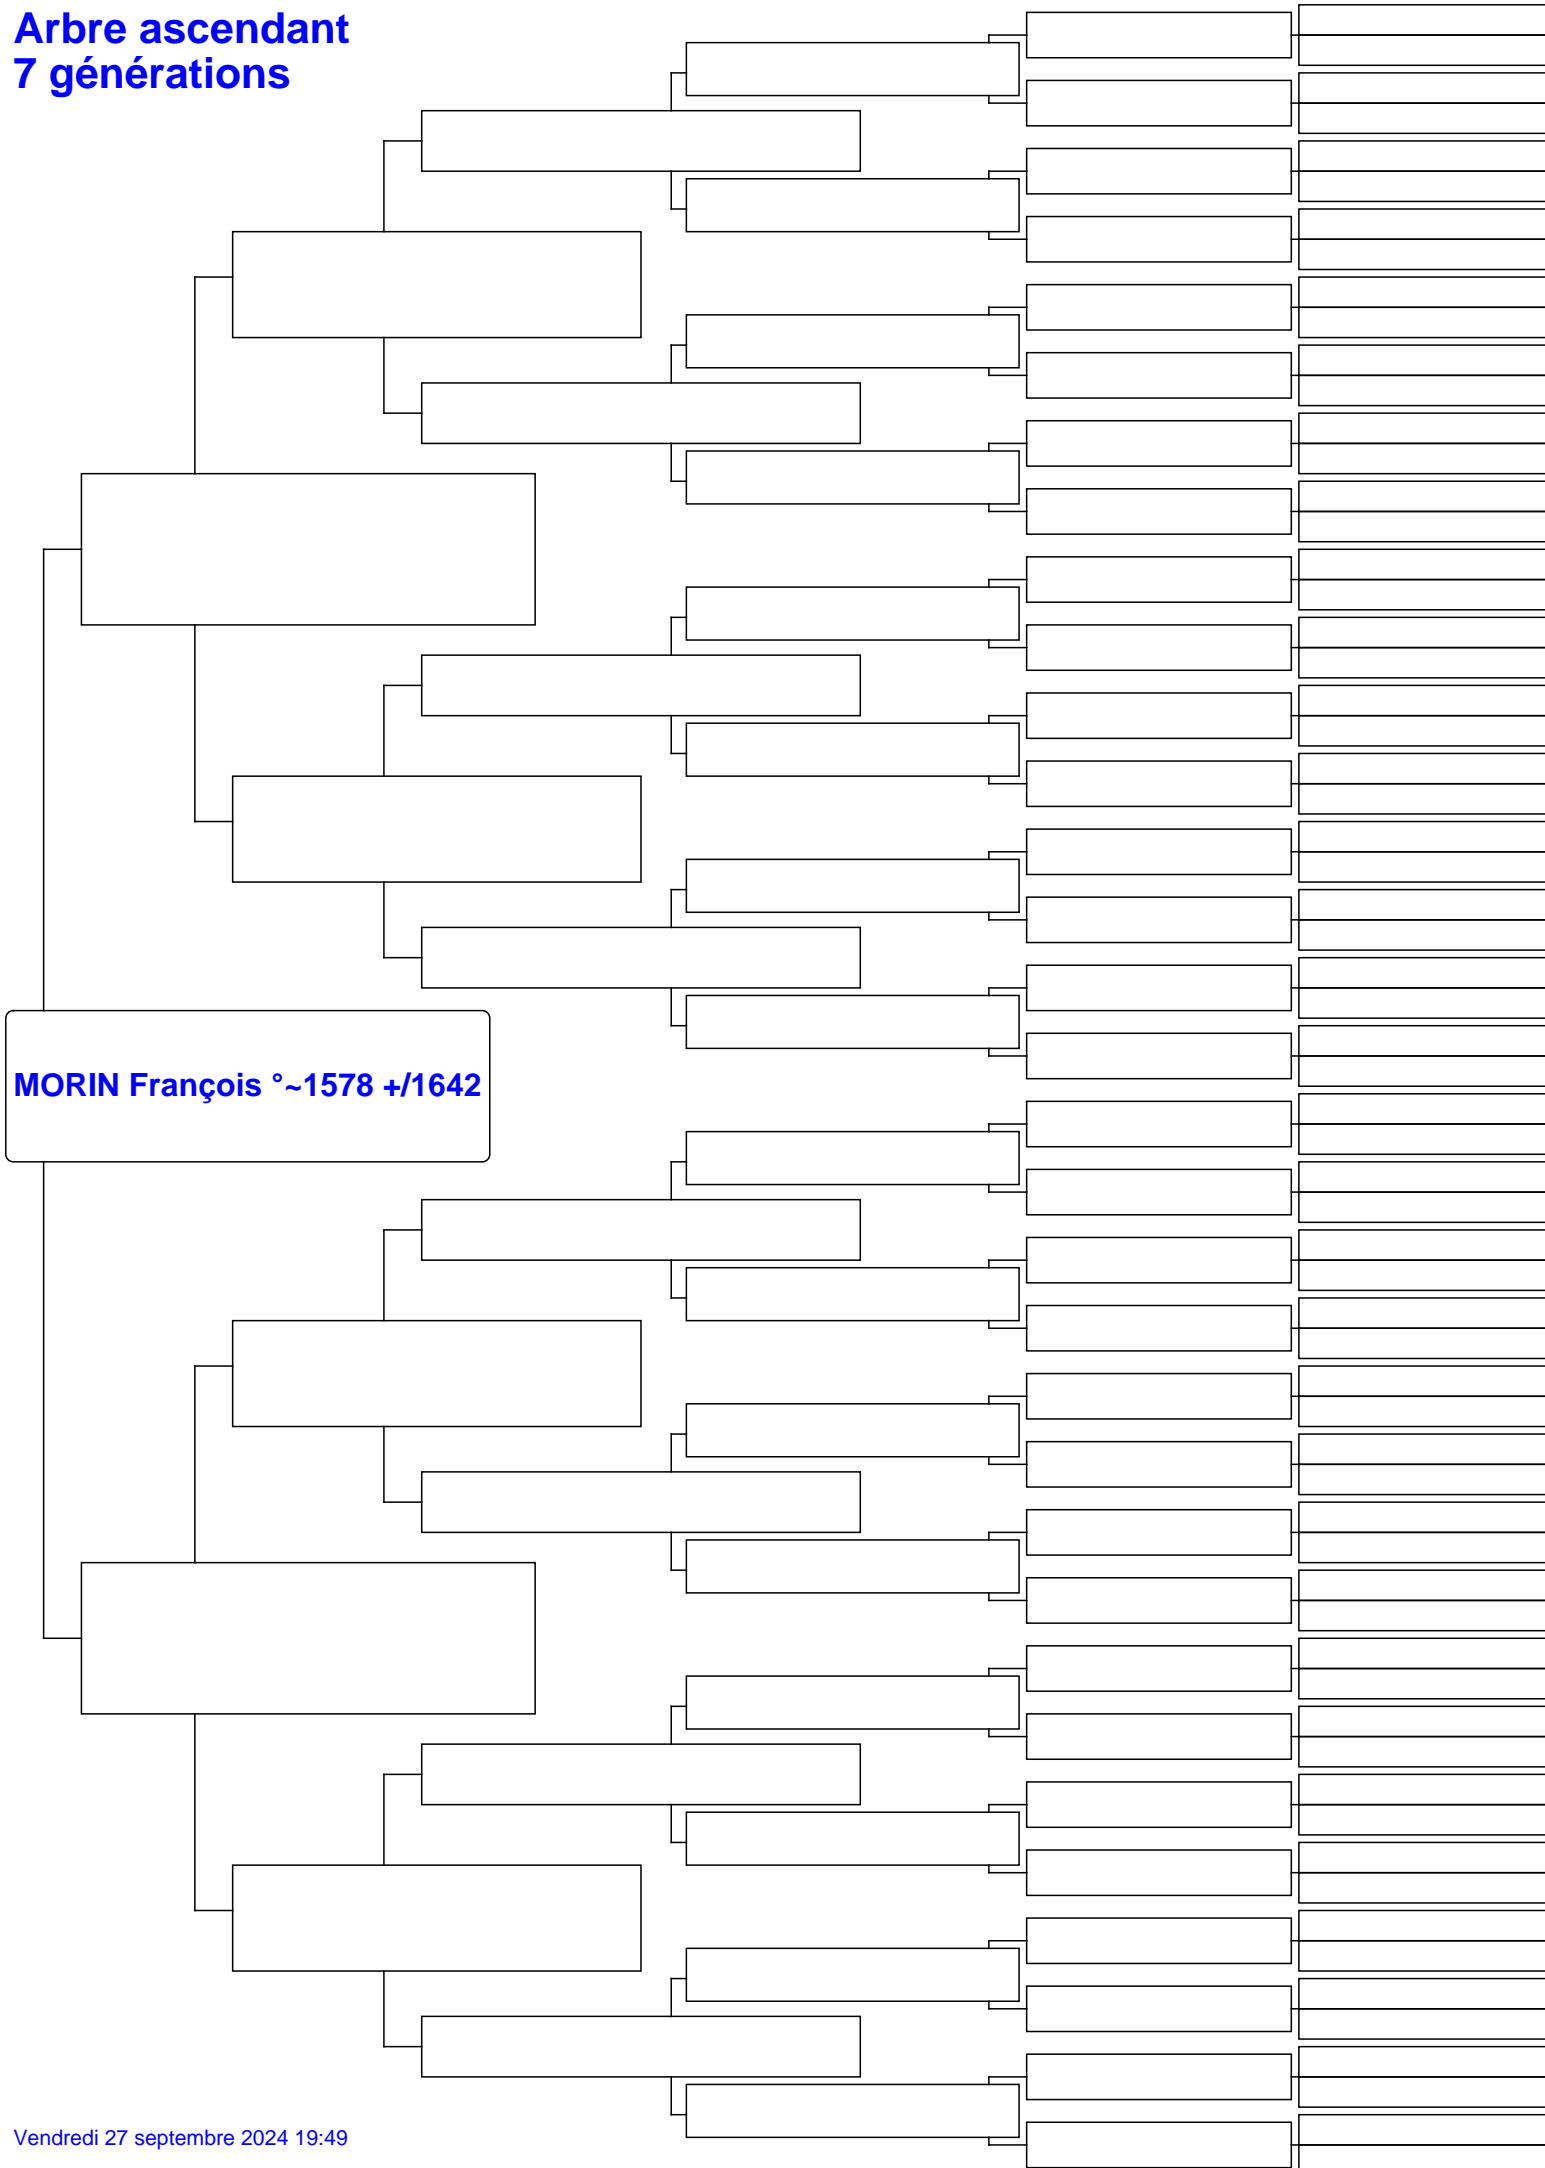 Arbre ascendant
7 générations
MORIN François °~1578 +/1642
Vendredi 27 septembre 2024 19:49